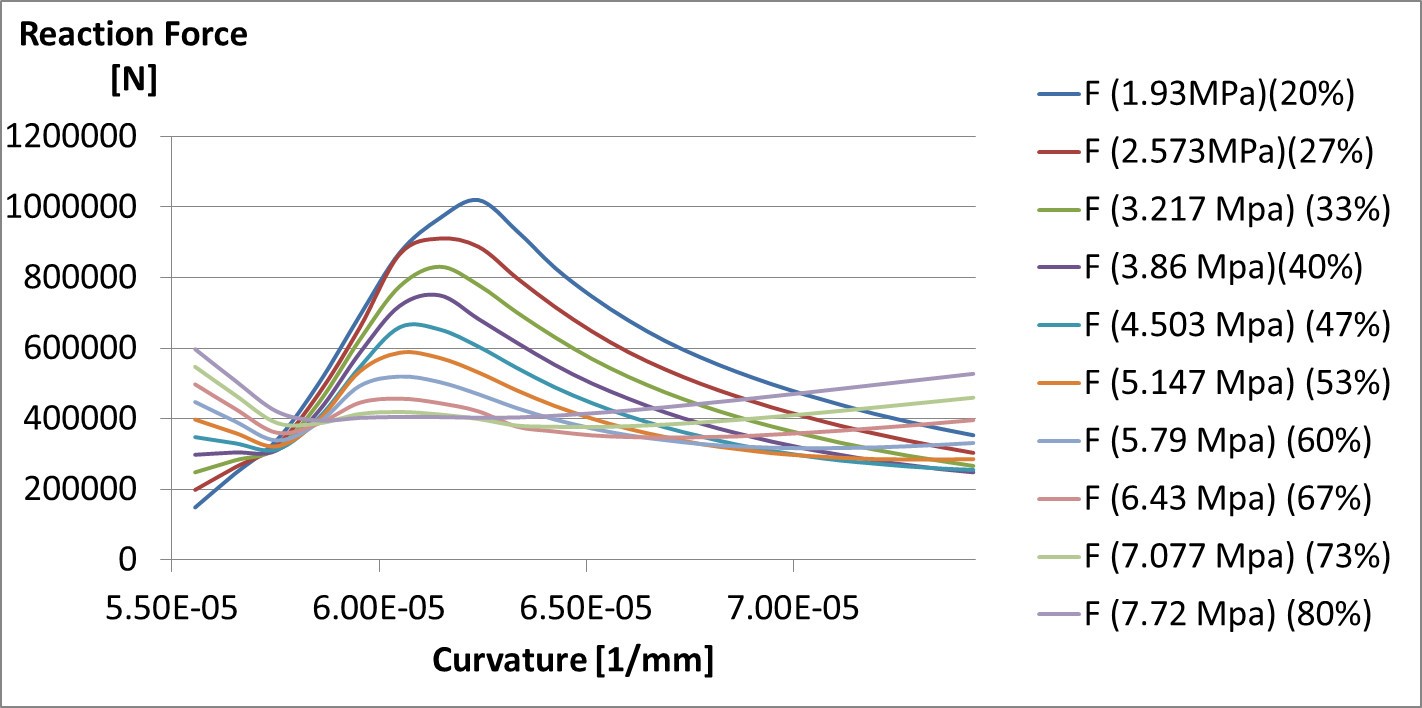 Reaction Force
[N]
1200000
1000000
800000
600000
400000
200000
0
5.50E-05 6.00E-05 6.50E-05 7.00E-05
Curvature [1/mm]
F (1.93MPa)(20%)
F (2.573MPa)(27%)
F (3.217 Mpa) (33%)
F (3.86 Mpa)(40%)
F (4.503 Mpa) (47%)
F (5.147 Mpa) (53%)
F (5.79 Mpa) (60%)
F (6.43 Mpa) (67%)
F (7.077 Mpa) (73%)
F (7.72 Mpa) (80%)